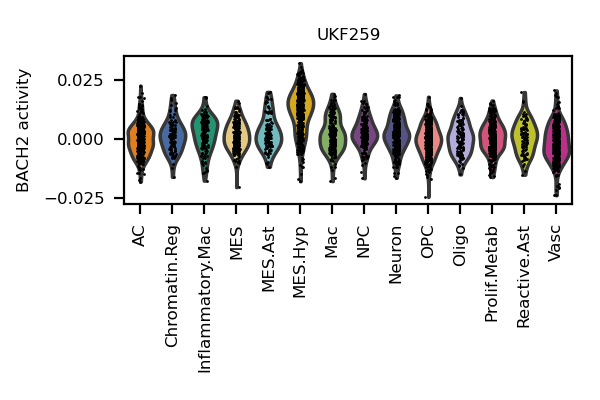 UKF259
BACH2 activity
0.025
0.000
−0.025
AC
Chromatin.Reg
Inflammatory.Mac
MES
MES.Ast
MES.Hyp
Mac
NPC
Neuron
OPC
Oligo
Prolif.Metab
Reactive.Ast
Vasc